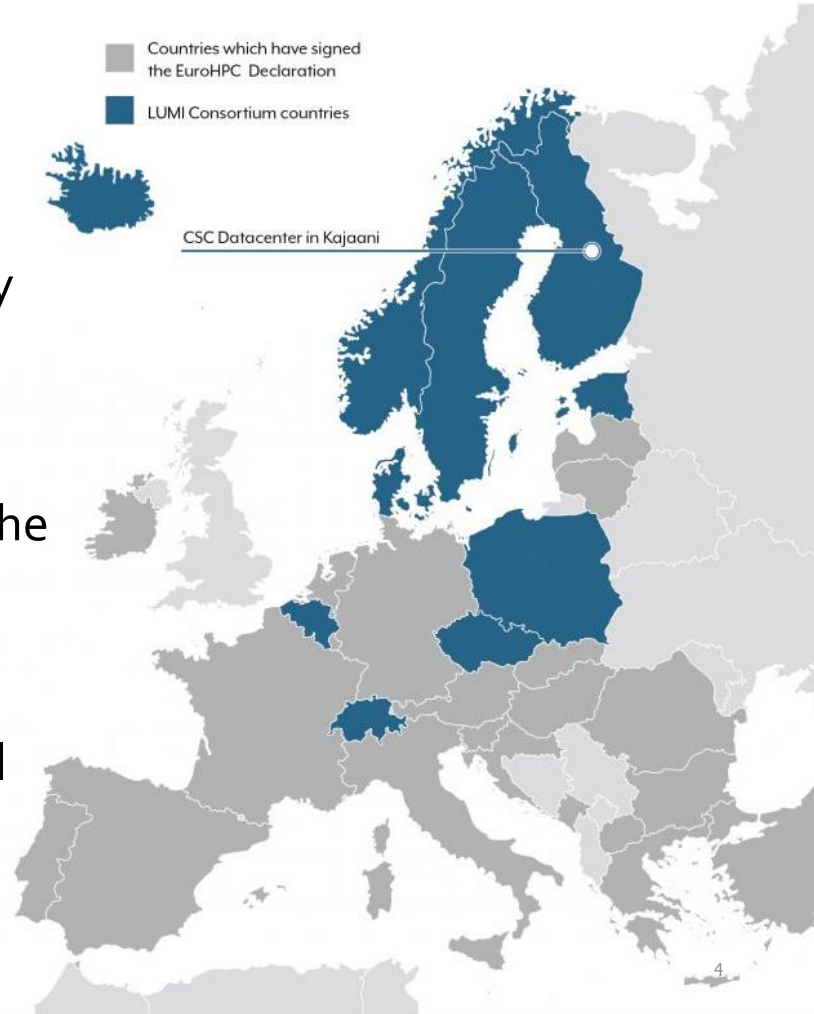 Countries which have signed
the EuroHPC Declaration
LUMI Consortium countries
CSC Datacenter in Kajaani
y
he
l
4